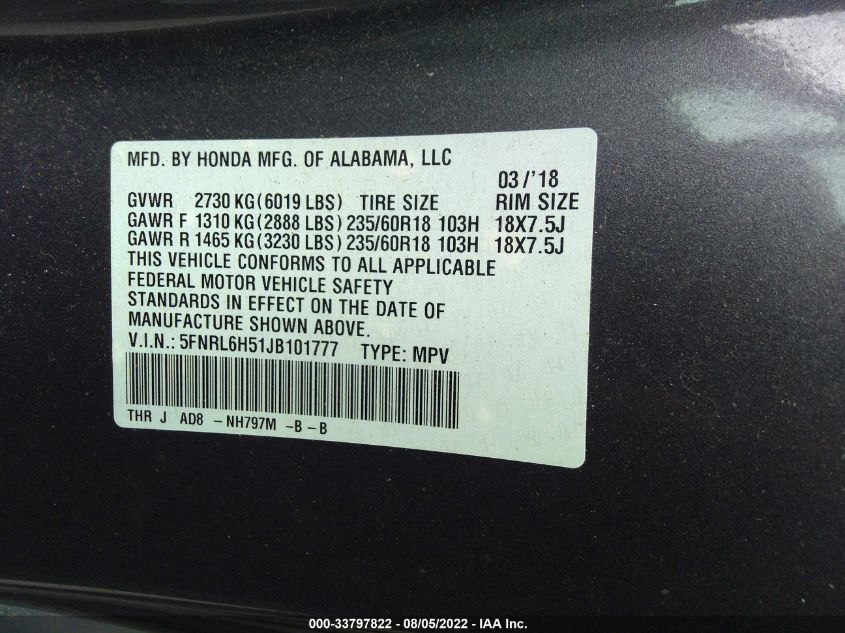 MFD. BY HONDA MFG. OF ALABAMA, LLC
03/'18
GVWR 2730 KG(6019 LBS) TIRE SIZE RIM SIZE
GAWR F 1310 KG(2888 LBS) 235/60R18 103H 18X7.5J
GAWR R 1465 KG(3230 LBS) 235/60R18 103H 18X7.5J
THIS VEHICLE CONFORMS TO ALL APPLICABLE
FEDERAL MOTOR VEHICLE SAFETY
STANDARDS IN EFFECT ON THE DATE OF
MANUFACTURE SHOWN ABOVE.
V.I.N.: 5FNRL6H51JB101777 TYPE: MPV
THR J AD8 - NH797M -B - B
000-33797822 - 08/05/2022 - IAA Inc.